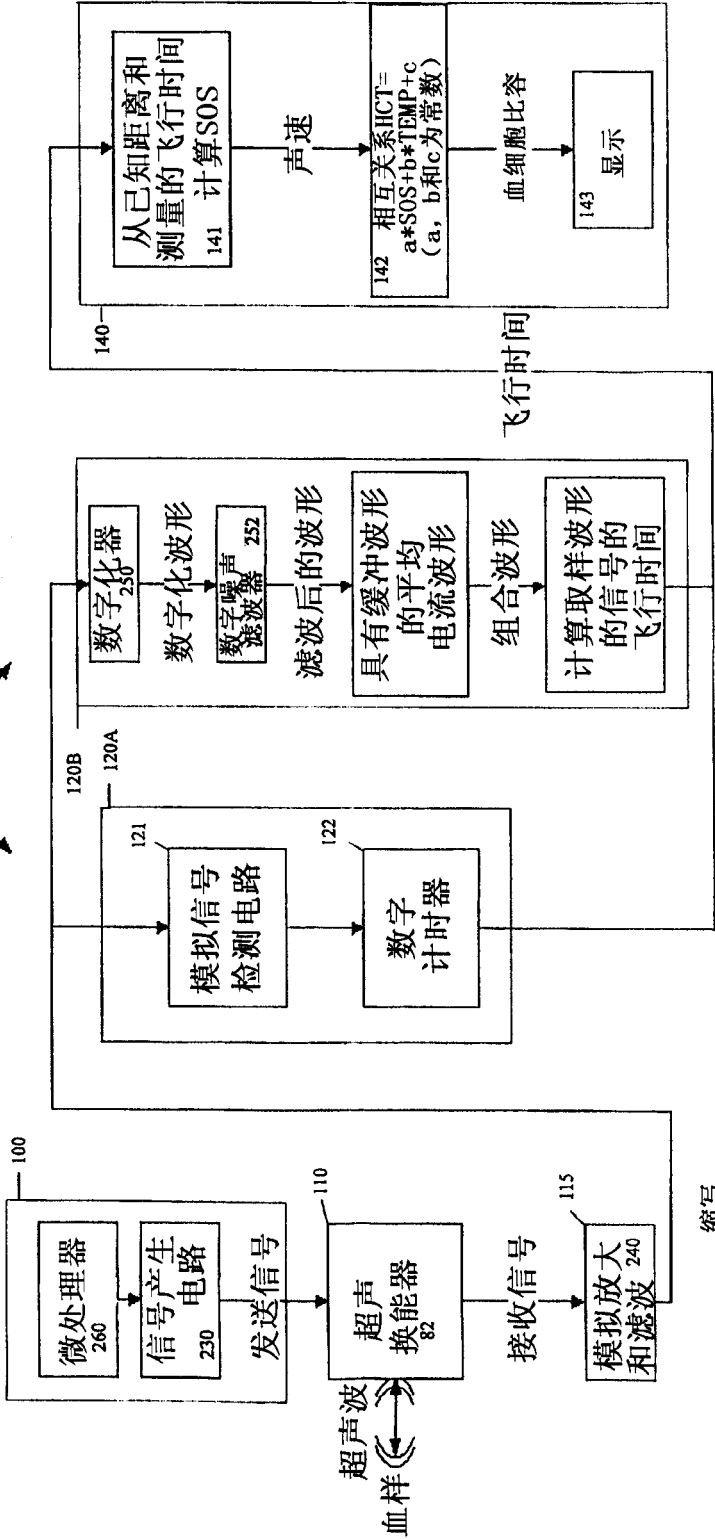 100
微处理器
260
信号产生
电路
230
发送信号
110
超声
换能器
82
超声波
血样
接收信号
115
模拟放大
和滤波 240
缩写
120A
121
模拟信号
检测电路
122
数字
计时器
120B
数字化器
250
数字化波形
数字噪声
滤波器 252
滤波后的波形
具有缓冲波形
的平均
电流波形
组合波形
计算取样波形
的信号的
飞行时间
飞行时间
140
从已知距离和
测量的飞行时间
141 计算SOS
声速
142 相互关系HCT=
a*SOS+b*TEMP+c
(a, b和c为常数)
血细胞比容
143 显示